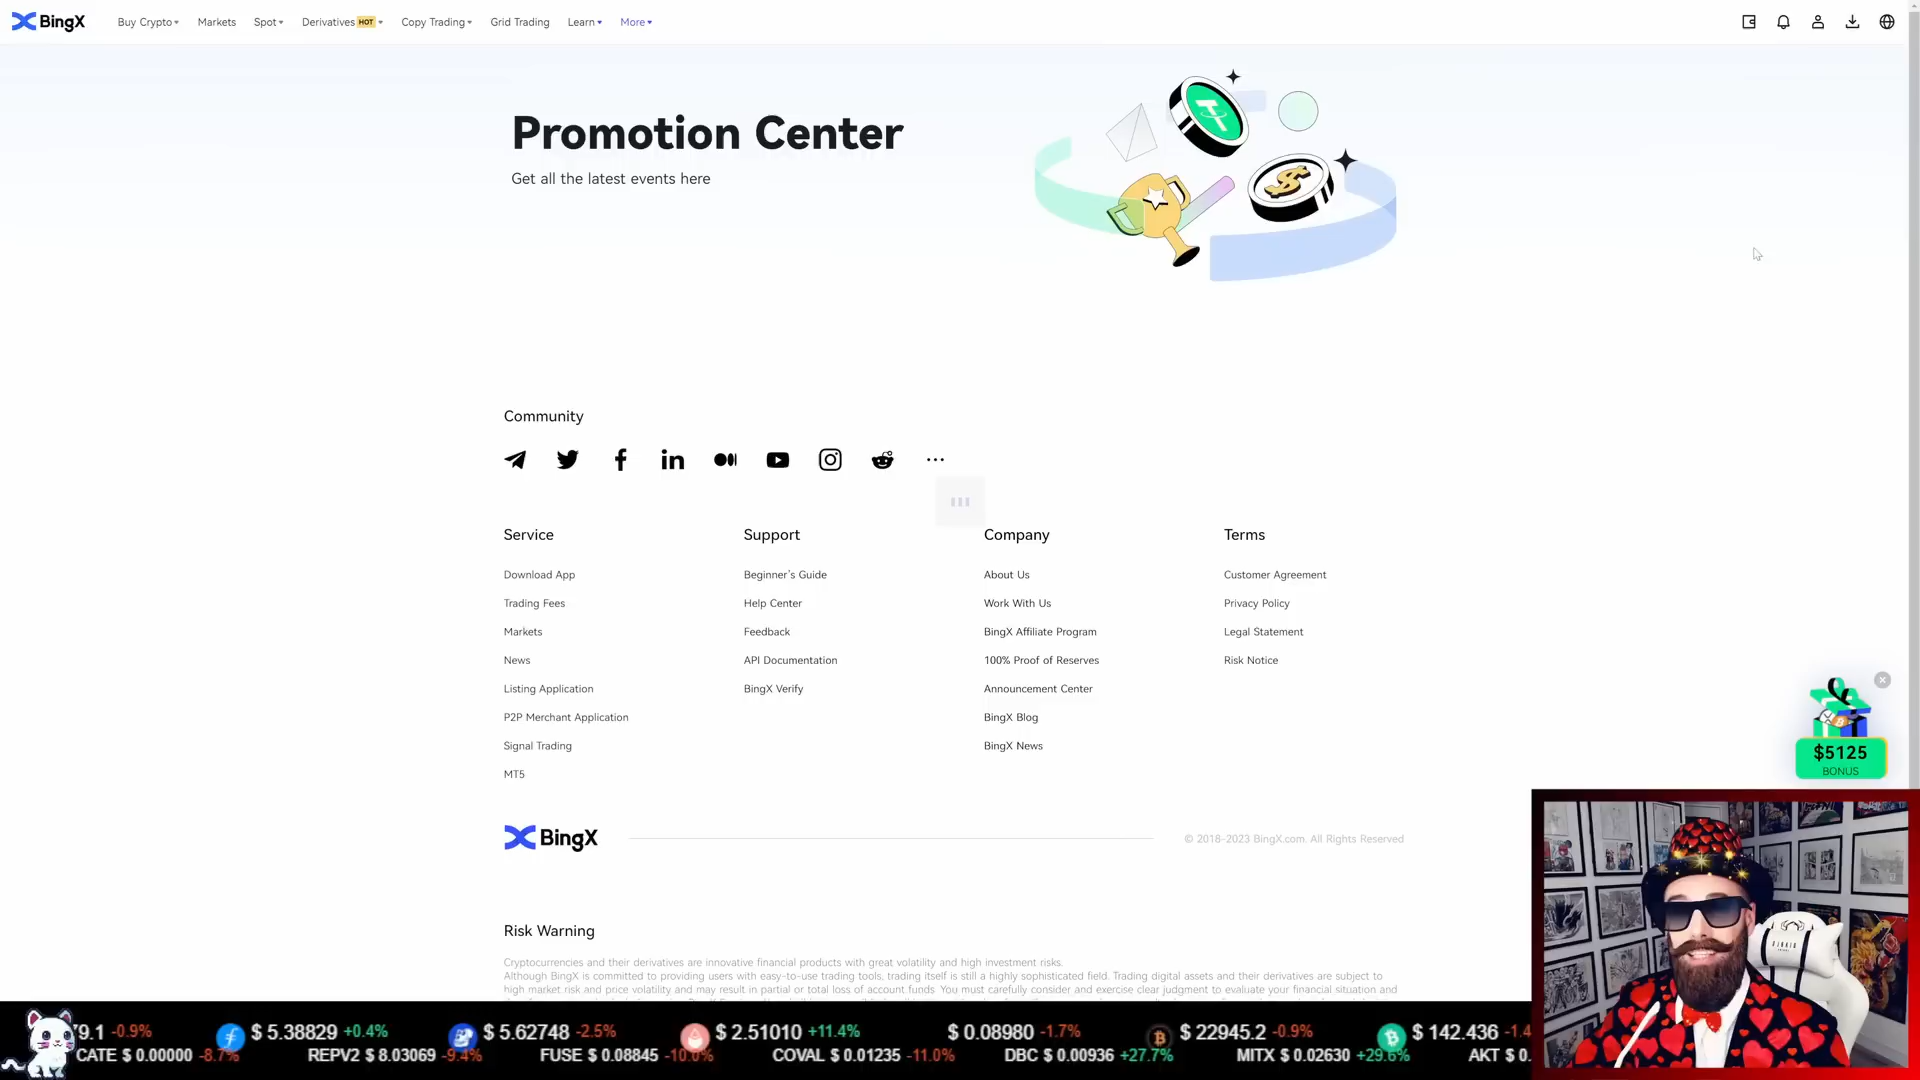 BingX
Buy Crypto
Markets
Spot
Derivatives HOT
Copy Trading
Grid Trading
Learn
More
Promotion Center
Get all the latest events here
Community
Service
Download App
Trading Fees
Markets
News
Listing Application
P2P Merchant Application
Signal Trading
MT5
Support
Beginner's Guide
Help Center
Feedback
API Documentation
BingX Verify
Company
About Us
Work With Us
BingX Affiliate Program
100% Proof of Reserves
Announcement Center
BingX Blog
BingX News
Terms
Customer Agreement
Privacy Policy
Legal Statement
Risk Notice
$5125
BONUS
BingX
© 2018-2023 BingX.com. All Rights Reserved
Risk Warning
Cryptocurrencies and their derivatives are innovative financial products with great volatility and high investment risks.
Although BingX is committed to providing users with easy-to-use trading tools, trading itself is still a highly sophisticated field. Trading digital assets and their derivatives are subject to
high market risk and price volatility and may result in partial or total loss of account funds. You must carefully consider and exercise clear judgment to evaluate your financial situation and
79.1 -0.9% $ 5.38829 +0.4% $ 5.62748 -2.5% $ 2.51010 +11.4% $ 0.08980 -1.7% $ 22945.2 -0.9% $ 142.436 -1.4
CATE $ 0.00000 -8.7% REPV2 $ 8.03069 -9.4% FUSE $ 0.08845 -10.0% COVAL $ 0.01235 -11.0% DBC $ 0.00936 +27.7% MITX $ 0.02630 +29.6% AKT $ 0.